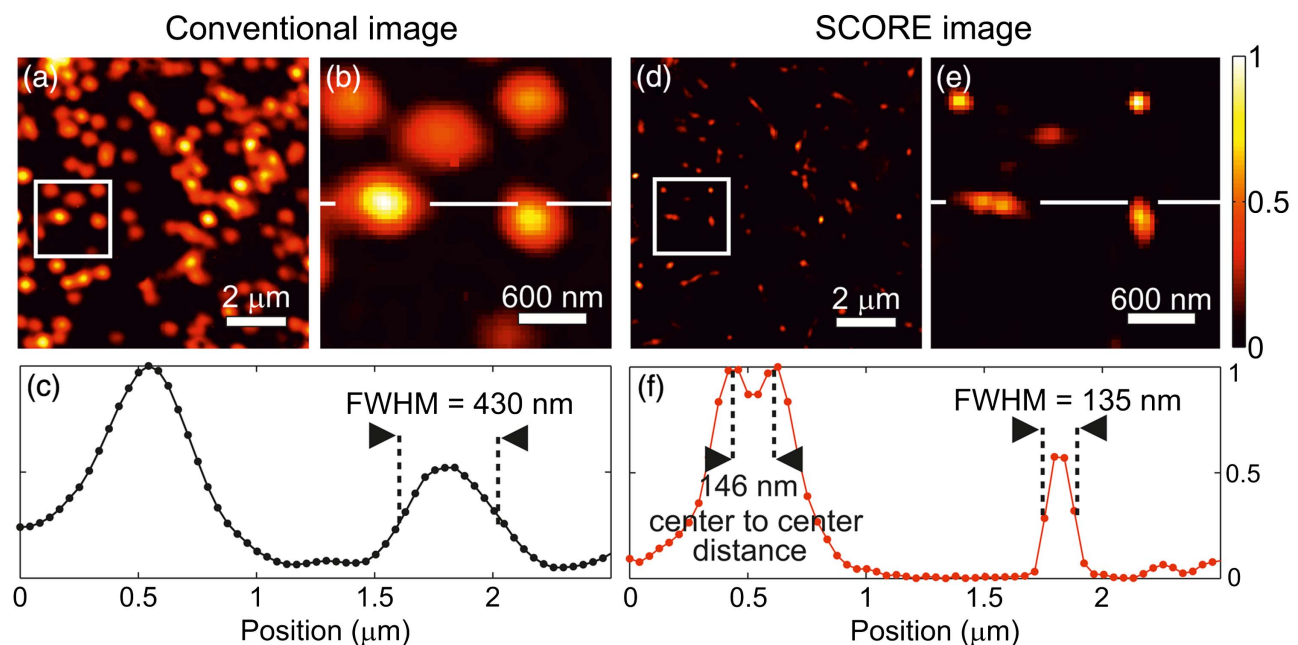 Conventional image
SCORE image
(a)
2 μm
(b)
600 nm
(d)
2 μm
(e)
600 nm
1
0.5
0
(c)
FWHM = 430 nm
0 0.5 1 1.5 2
Position (μm)
(f)
FWHM = 135 nm
146 nm
center to center
distance
1
0.5
0
0 0.5 1 1.5 2
Position (μm)